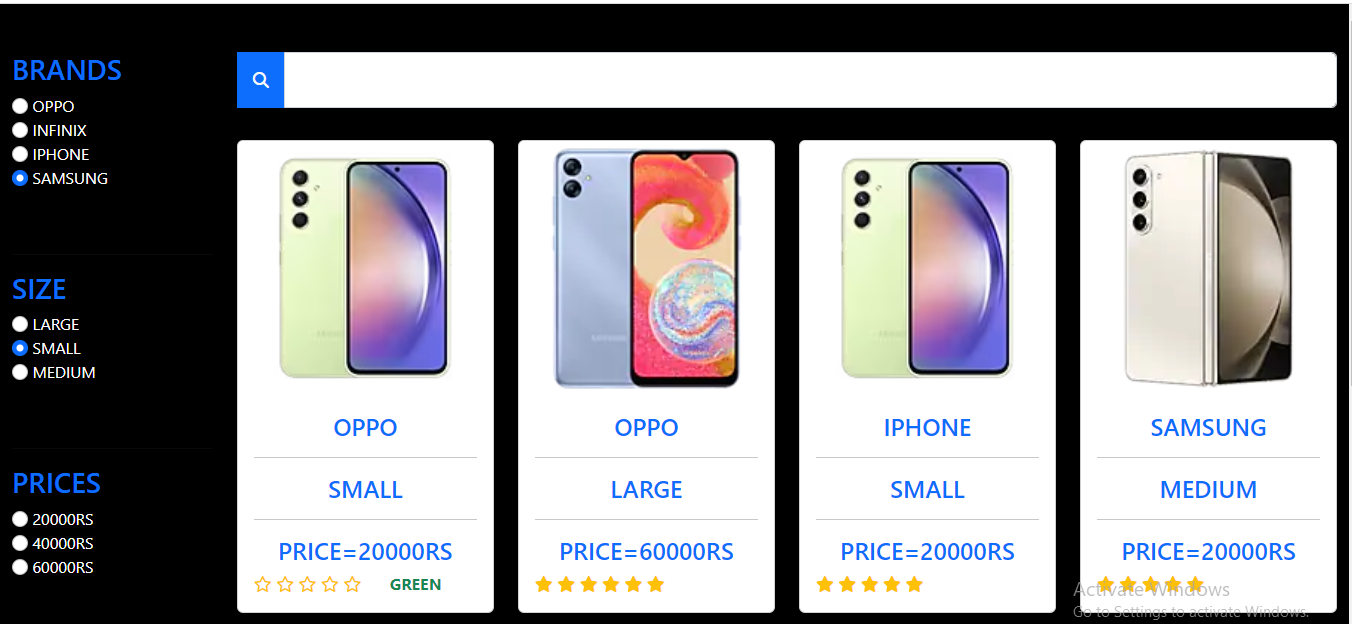 BRANDS
OPPO
INFINIX
IPHONE
SAMSUNG
SIZE
LARGE
SMALL
MEDIUM
PRICES
20000RS
40000RS
60000RS
OPPO
SMALL
PRICE=20000RS
GREEN
OPPO
LARGE
PRICE=60000RS
IPHONE
SMALL
PRICE=20000RS
SAMSUNG
MEDIUM
PRICE=20000RS
Activate Windows
Go to Settings to activate Windows.